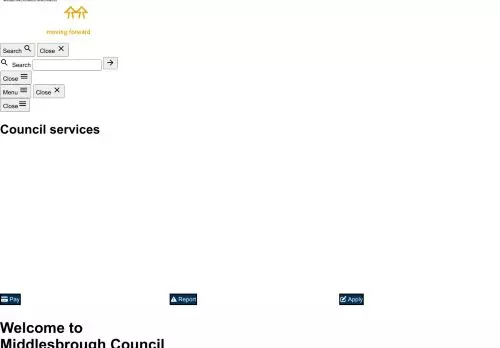 moving forward
Search Close
Search
Close
Menu Close
Close
Council services
Pay Report Apply
Welcome to
Middlesbrough Council